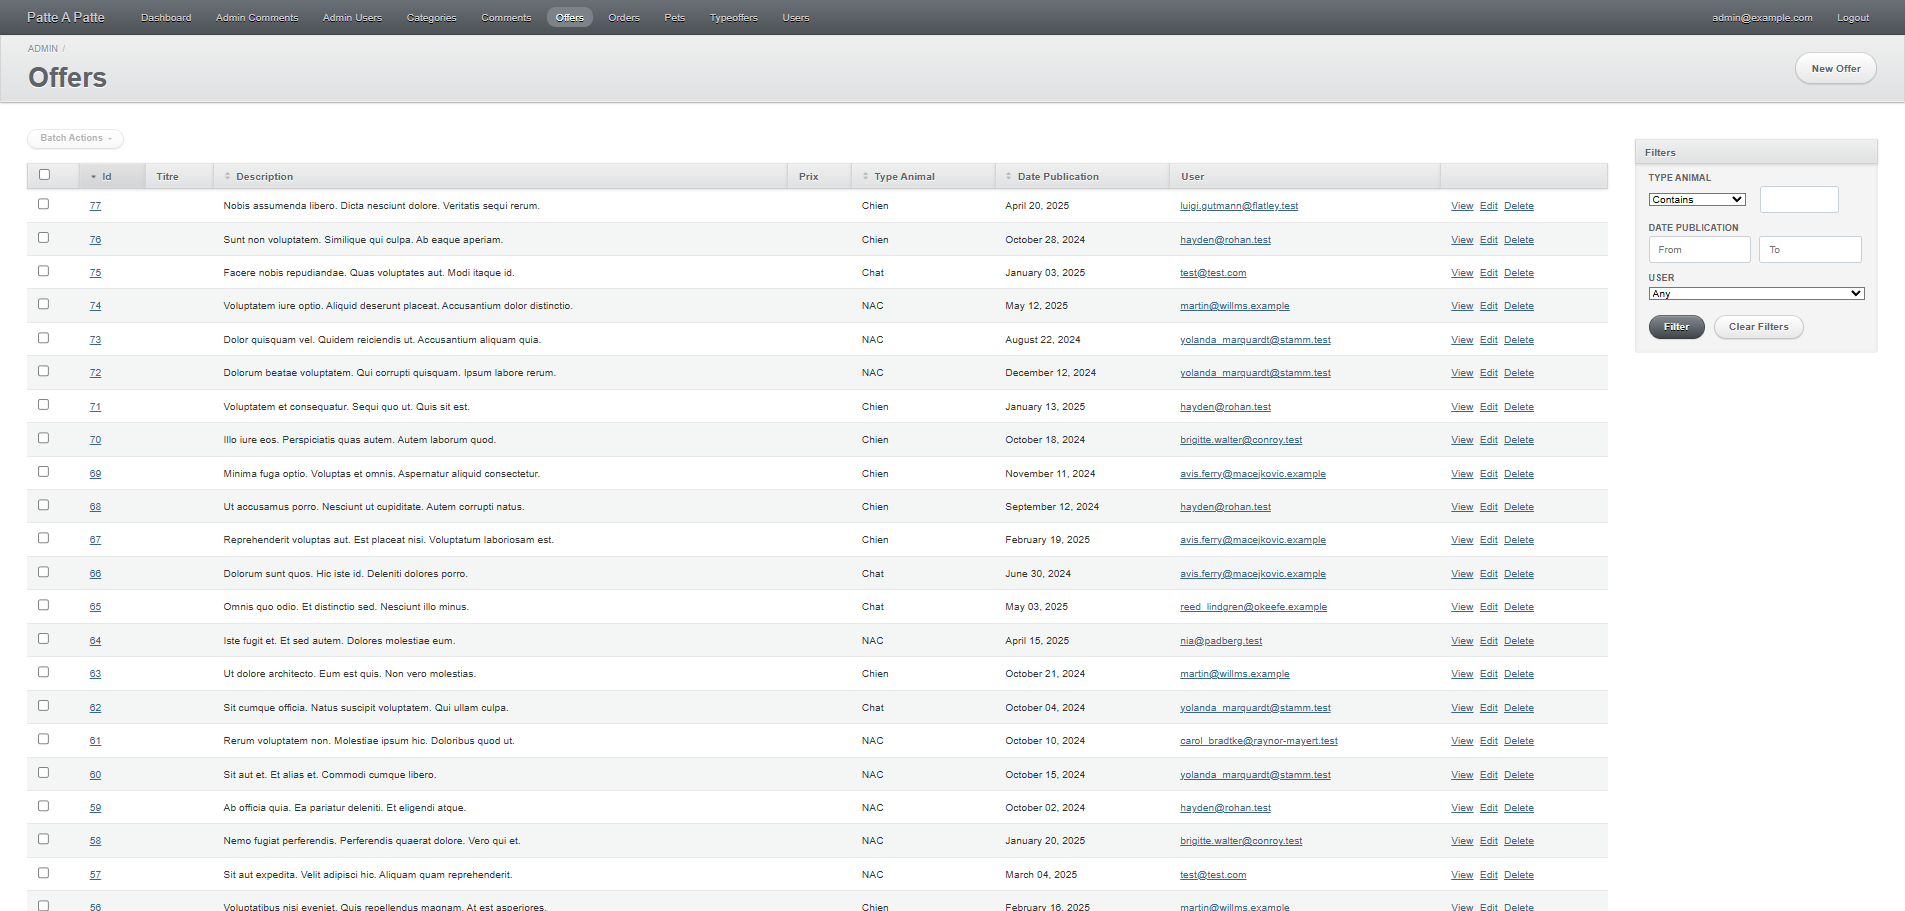 Patte A Patte Dashboard Admin Comments Admin Users Categories Comments Offers Orders Pets Typeoffers Users admin@example.com Logout
ADMIN /
Offers
New Offer
Batch Actions
Id Titre Description Prix Type Animal Date Publication User
77 Nobis assumenda libero. Dicta nesciunt dolore. Veritatis sequi rerum. Chien April 20, 2025 luigi.gutmann@flatley.test View Edit Delete
76 Sunt non voluptatem. Similique qui culpa. Ab eaque aperiam. Chien October 28, 2024 hayden@rohan.test View Edit Delete
75 Facere nobis repudiandae. Quas voluptates aut. Modi itaque id. Chat January 03, 2025 test@test.com View Edit Delete
74 Voluptatem iure optio. Aliquid deserunt placeat. Accusantium dolor distinctio. NAC May 12, 2025 martin@willms.example View Edit Delete
73 Dolor quisquam vel. Quidem reiciendis ut. Accusantium aliquam quia. NAC August 22, 2024 yolanda_marquardt@stamm.test View Edit Delete
72 Dolorum beatae voluptatem. Qui corrupti quisquam. Ipsum labore rerum. NAC December 12, 2024 yolanda_marquardt@stamm.test View Edit Delete
71 Voluptatem et consequatur. Sequi quo ut. Quis sit est. Chien January 13, 2025 hayden@rohan.test View Edit Delete
70 Illo iure eos. Perspiciatis quas autem. Autem laborum quod. Chien October 18, 2024 brigitte.walter@conroy.test View Edit Delete
69 Minima fuga optio. Voluptas et omnis. Aspernatur aliquid consectetur. Chien November 11, 2024 avis.ferry@macejkovic.example View Edit Delete
68 Ut accusamus porro. Nesciunt ut cupiditate. Autem corrupti natus. Chien September 12, 2024 hayden@rohan.test View Edit Delete
67 Reprehenderit voluptas aut. Est placeat nisi. Voluptatum laboriosam est. Chien February 19, 2025 avis.ferry@macejkovic.example View Edit Delete
66 Dolorum sunt quos. Hic iste id. Deleniti dolores porro. Chat June 30, 2024 avis.ferry@macejkovic.example View Edit Delete
65 Omnis quo odio. Et distinctio sed. Nesciunt illo minus. Chat May 03, 2025 reed_lindgren@okeefe.example View Edit Delete
64 Iste fugit et. Et sed autem. Dolores molestiae eum. NAC April 15, 2025 nia@padberg.test View Edit Delete
63 Ut dolore architecto. Eum est quis. Non vero molestias. Chien October 21, 2024 martin@willms.example View Edit Delete
62 Sit cumque officia. Natus suscipit voluptatem. Qui ullam culpa. Chat October 04, 2024 yolanda_marquardt@stamm.test View Edit Delete
61 Rerum voluptatem non. Molestiae ipsum hic. Doloribus quod ut. NAC October 10, 2024 carol_bradtke@raynor-mayert.test View Edit Delete
60 Sit aut et. Et alias et. Commodi cumque libero. NAC October 15, 2024 yolanda_marquardt@stamm.test View Edit Delete
59 Ab officia quia. Ea pariatur deleniti. Et eligendi atque. NAC October 02, 2024 hayden@rohan.test View Edit Delete
58 Nemo fugiat perferendis. Perferendis quaerat dolore. Vero qui et. NAC January 20, 2025 brigitte.walter@conroy.test View Edit Delete
57 Sit aut expedita. Velit adipisci hic. Aliquam quam reprehenderit. NAC March 04, 2025 test@test.com View Edit Delete
56 Voluptatibus nisi eveniet. Quis repellendus magnam. At est asperiores. Chien February 16, 2025 martin@willms.example View Edit Delete
Filters
TYPE ANIMAL
Contains
DATE PUBLICATION
From To
USER
Any
Filter Clear Filters